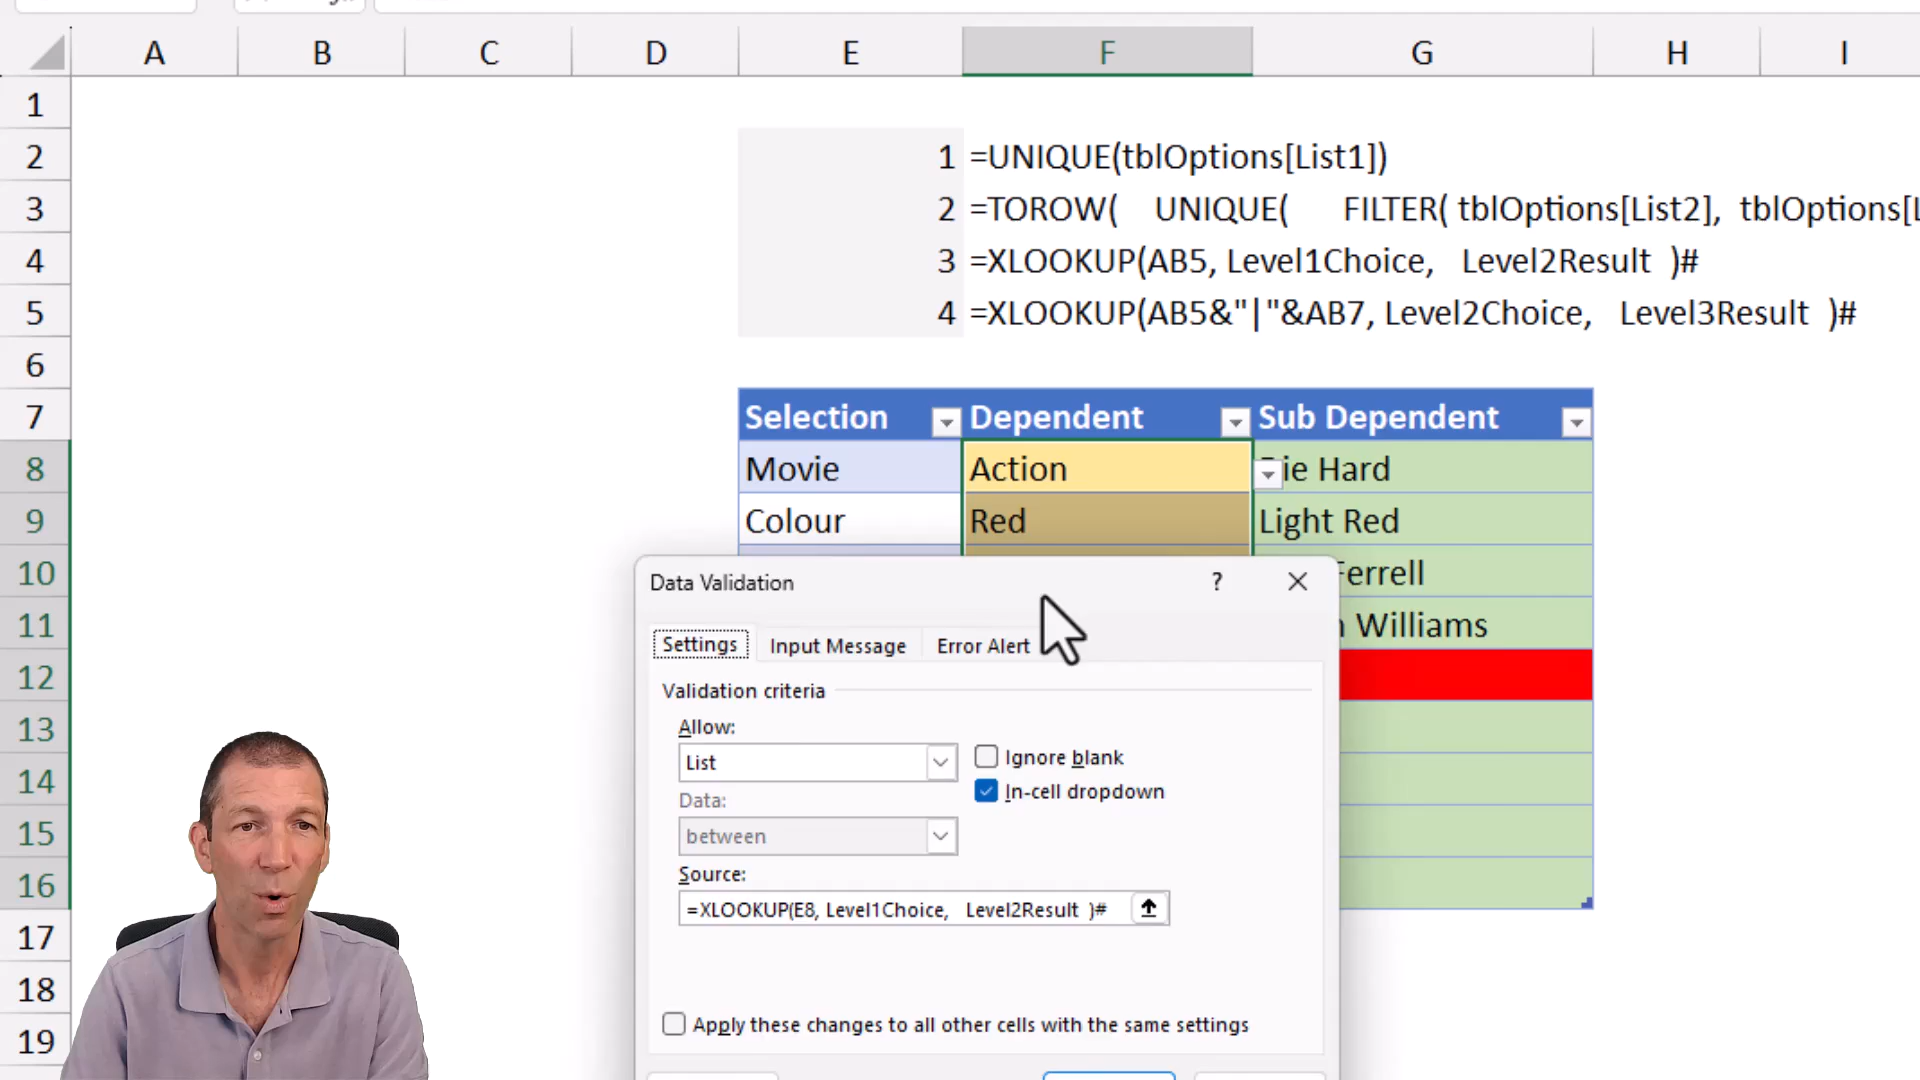 A B C D E F G H I
1
2 1 =UNIQUE(tblOptions[List1])
3 2 =TOROW( UNIQUE( FILTER( tblOptions[List2], tblOptions[L
4 3 =XLOOKUP(AB5, Level1Choice, Level2Result )#
5 4 =XLOOKUP(AB5&"|"&AB7, Level2Choice, Level3Result )#
6
7 Selection Dependent Sub Dependent
8 Movie Action Die Hard
9 Colour Red Light Red
10 Ferrell
11 Williams
12
13
14
15
16
17
18
19
Data Validation ?
Settings Input Message Error Alert
Validation criteria
Allow:
List Ignore blank
In-cell dropdown
Data:
between
Source:
=XLOOKUP(E8, Level1Choice, Level2Result )#
Apply these changes to all other cells with the same settings